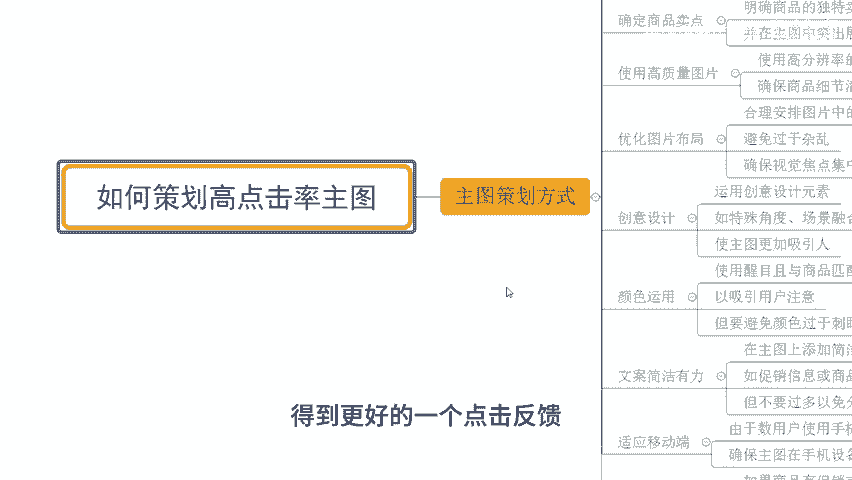 如何策划高点击率主图
主图策划方式
确定商品卖点
明确商品的独特
并在主图中突出
使用高质量图片
使用高分辨率
确保商品细节
优化图片布局
合理安排图片中的
避免过于杂乱
确保视觉焦点集中
创意设计
运用创意设计元素
如特殊角度、场景融合
使主图更加吸引人
颜色运用
使用醒目且与商品匹配
以吸引用户注意
但要避免颜色过于刺
文案简洁有力
在主图上添加简洁
如促销信息或商品
但不要过多以免分
适应移动端
由于数用户使用手机
确保主图在手机设备
得到更好的一个点击反馈